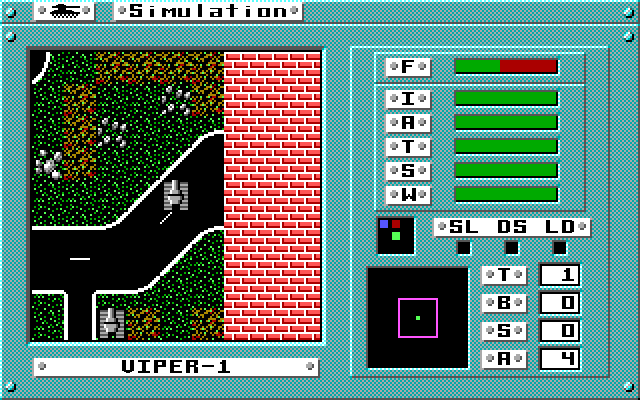 Simulation
F
I
A
T
S
W
SL DS LD
T 1
B 0
S 0
A 4
VIPER-1